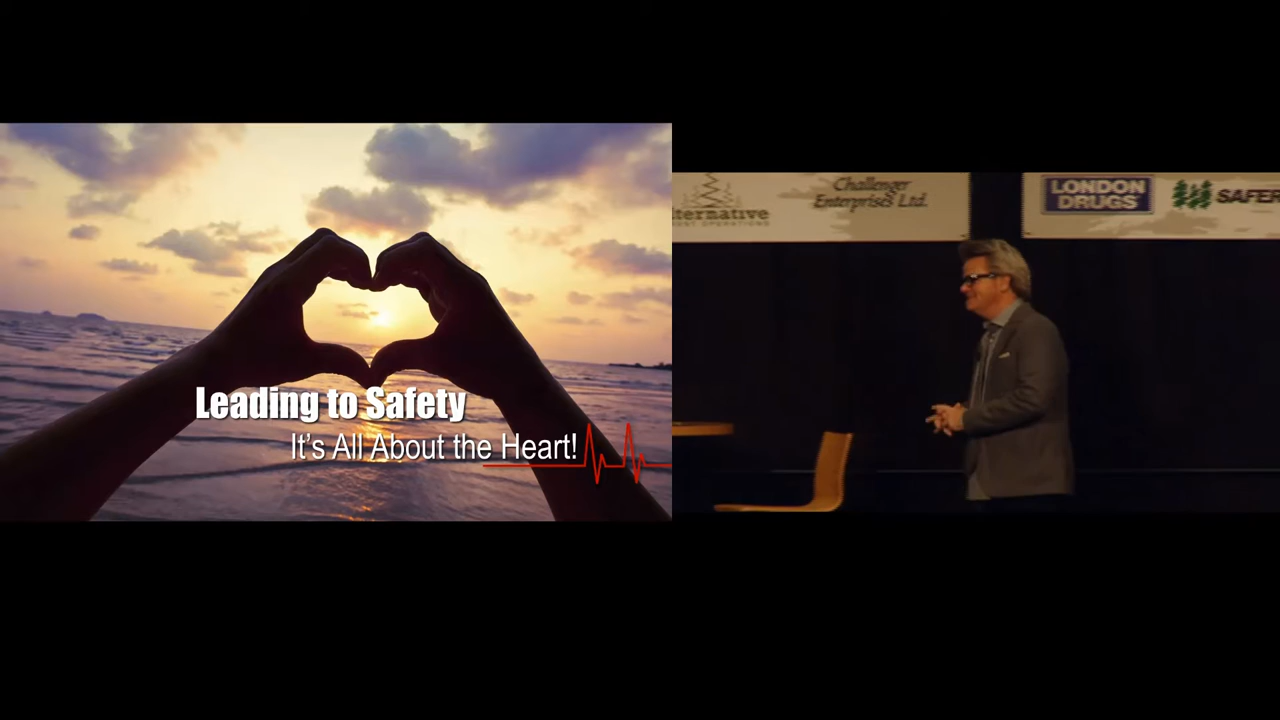 Leading to Safety
It's All About the Heart!
Challenger
Enterprises Ltd.
LONDON
DRUGS